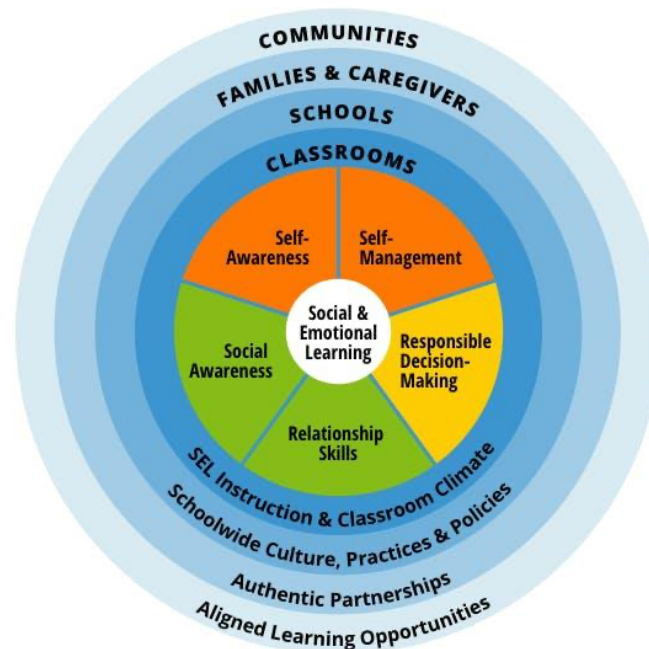 COMMUNITIES
FAMILIES & CAREGIVERS
SCHOOLS
CLASSROOMS
Self-
Awareness
Self-
Management
Social &
Emotional
Learning
Social
Awareness
Responsible
Decision-
Making
Relationship
Skills
SEL Instruction & Classroom Climate
Schoolwide Culture, Practices & Policies
Authentic Partnerships
Aligned Learning Opportunities